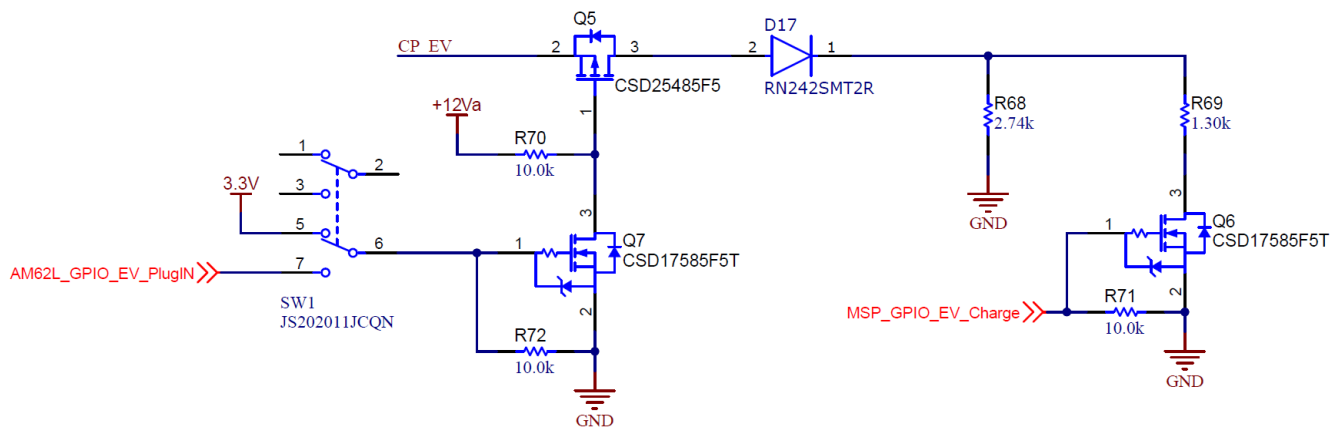 Q5
D17
CP_EV
2
3
2
1
CSD25485F5
RN242SMT2R
1
+12Va
R70
10.0k
R68
2.74k
R69
1.30k
GND
1
2
3
3.3V
5
6
AM62L_GPIO_EV_PlugIN
7
SW1
JS202011JCQN
3
1
Q7
CSD17585F5T
2
R72
10.0k
GND
3
1
Q6
CSD17585F5T
2
MSP_GPIO_EV_Charge
R71
10.0k
GND